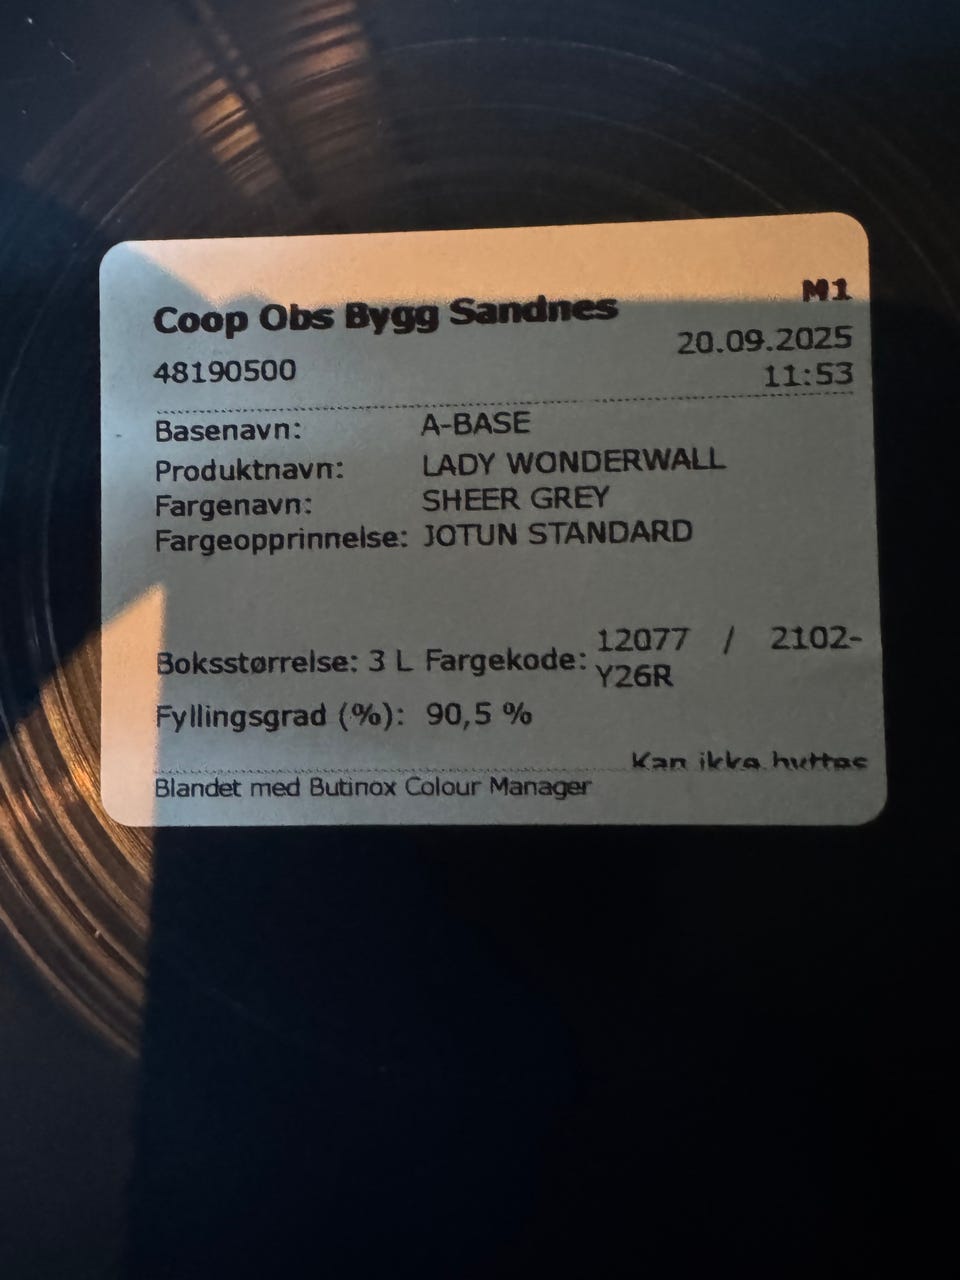 M1
Coop Obs Bygg Sandnes
20.09.2025
48190500
11:53
Basenavn: A-BASE
Produktnavn: LADY WONDERWALL
Fargenavn: SHEER GREY
Fargeopprinnelse: JOTUN STANDARD
Boksstørrelse: 3 L Fargekode: 12077 / 2102-
Y26R
Fyllingsgrad (%): 90,5 %
Kan ikke byttes
Blandet med Butinox Colour Manager